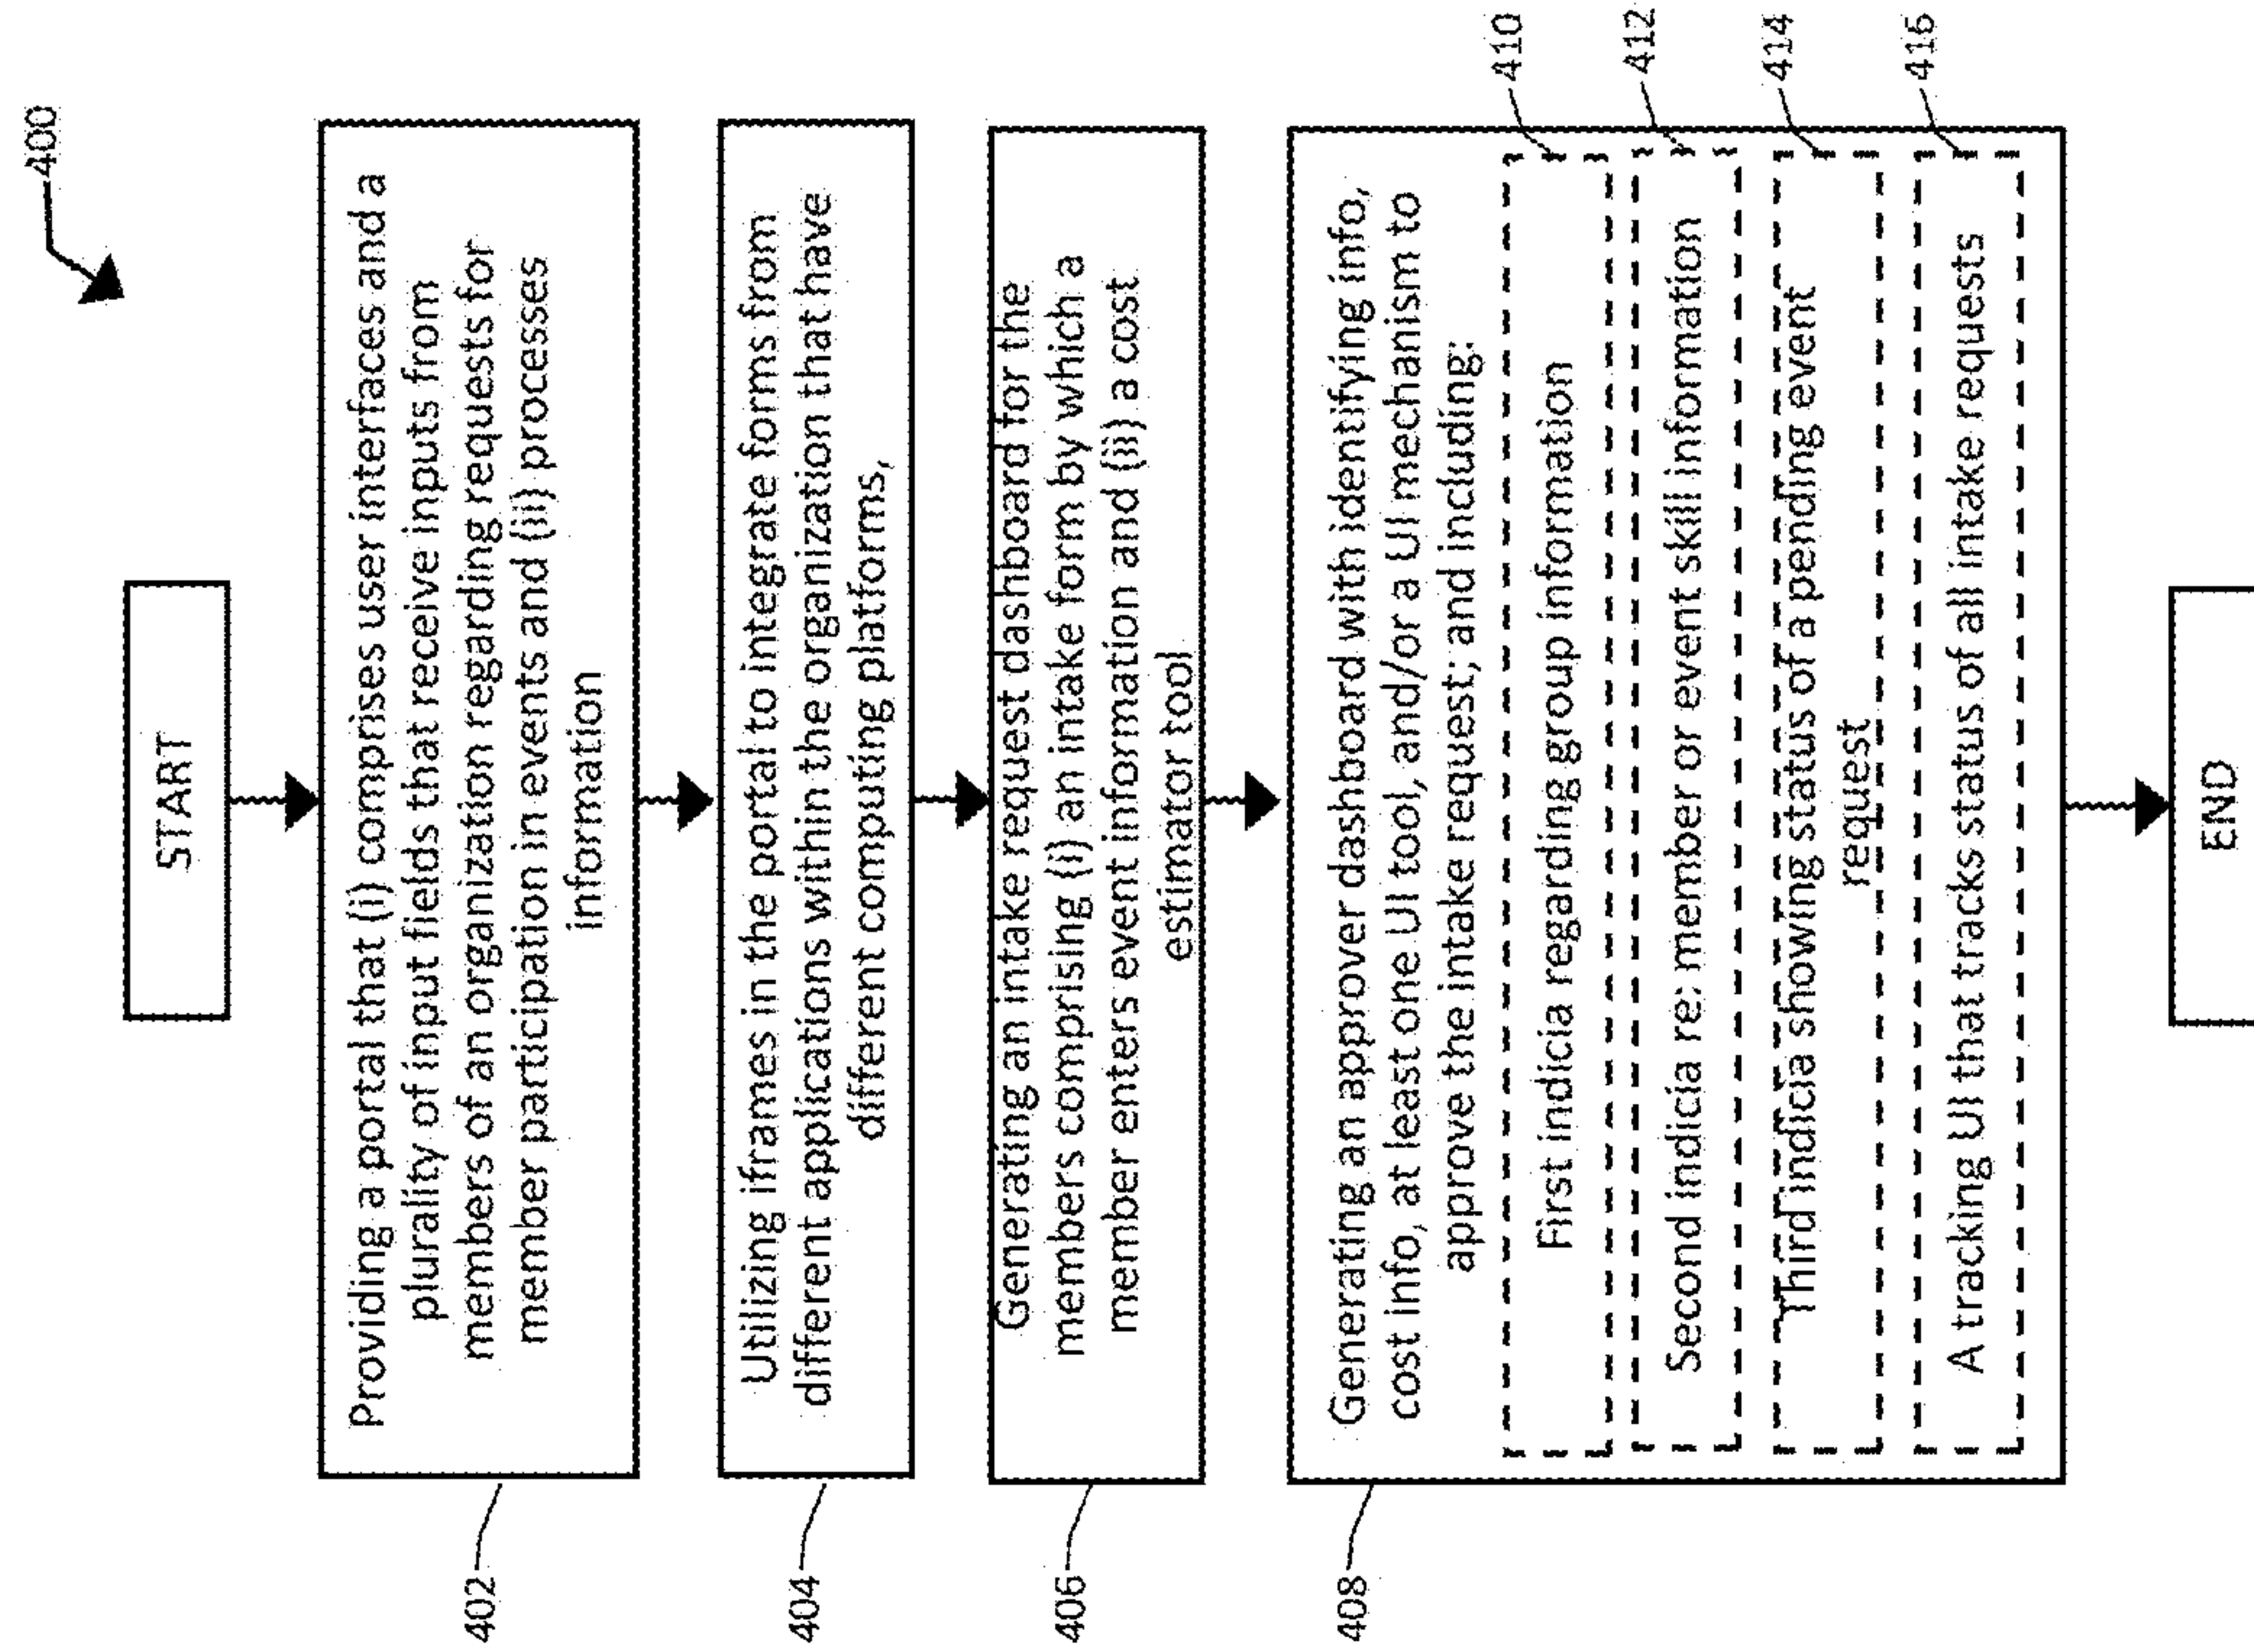 400
START
402
Providing a portal that (i) comprises user interfaces and a
plurality of input fields that receive inputs from
members of an organization regarding requests for
member participation in events and (ii) processes
information
404
Utilizing iframes in the portal to integrate forms from
different applications within the organization that have
different computing platforms,
406
Generating an intake request dashboard for the
members comprising (i) an intake form by which a
member enters event information and (ii) a cost
estimator tool
408
Generating an approver dashboard with identifying info,
cost info, at least one UI tool, and/or a UI mechanism to
approve the intake request; and including:
First indicia regarding group information
410
Second indicia re: member or event skill information
412
Third indicia showing status of a pending event
request
414
A tracking UI that tracks status of all intake requests
416
END